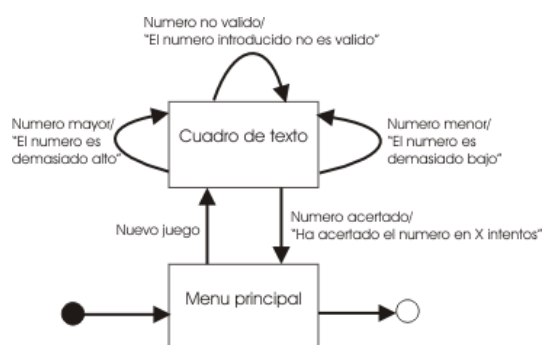 Numero no valido/
"El numero introducido no es valido"
Numero mayor/
"El numero es
demasiado alto"
Cuadro de texto
Numero menor/
"El numero es
demasiado bajo"
Nuevo juego
Numero acertado/
"Ha acertado el numero en X intentos"
Menu principal